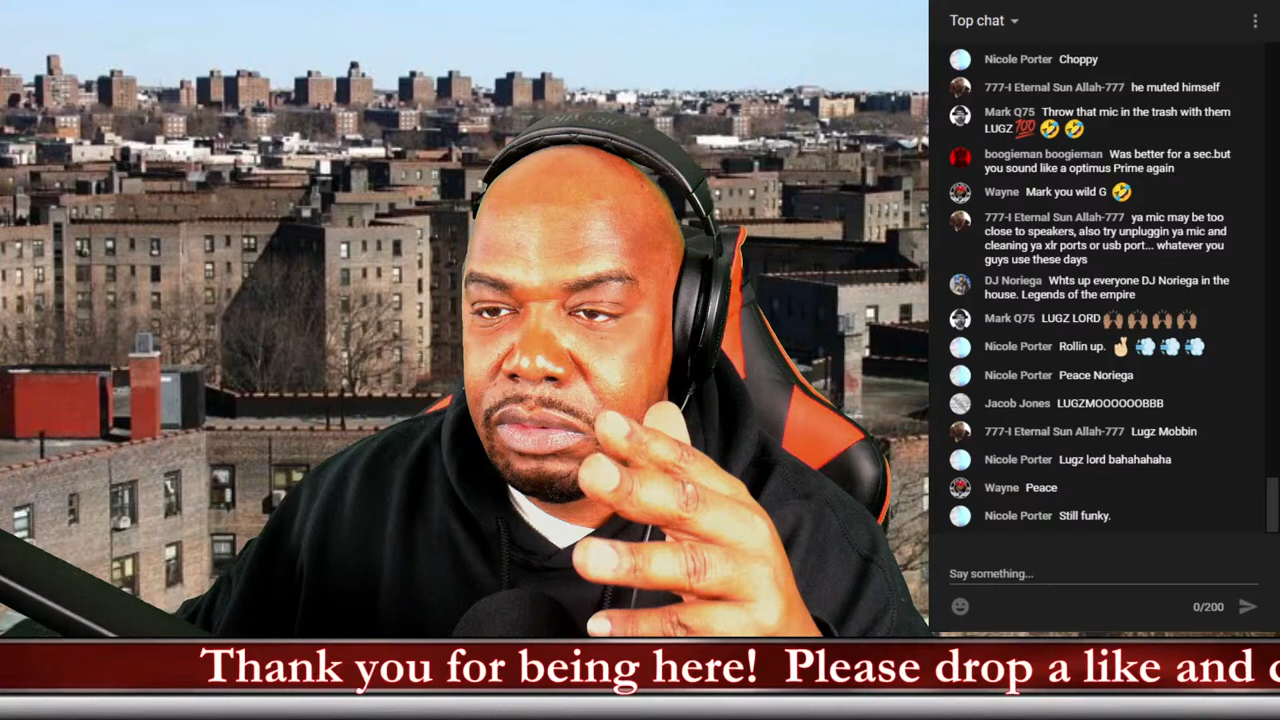 Top chat
Nicole Porter Choppy
777-I Eternal Sun Allah-777 he muted himself
Mark Q75 Throw that mic in the trash with them
LUGZ💯🤣🤣
boogieman boogieman Was better for a sec.but
you sound like a optimus Prime again
Wayne Mark you wild G 🤣
777-I Eternal Sun Allah-777 ya mic may be too
close to speakers, also try unpluggin ya mic and
cleaning ya xlr ports or usb port... whatever you
guys use these days
DJ Noriega Whts up everyone DJ Noriega in the
house. Legends of the empire
Mark Q75 LUGZ LORD🙌🏽🙌🏽🙌🏽🙌🏽
Nicole Porter Rollin up. 🤞🏻💨💨💨
Nicole Porter Peace Noriega
Jacob Jones LUGZMOOOOOBBB
777-I Eternal Sun Allah-777 Lugz Mobbin
Nicole Porter Lugz lord bahahahaha
Wayne Peace
Nicole Porter Still funky.
Say something...
0/200
Thank you for being here! Please drop a like and